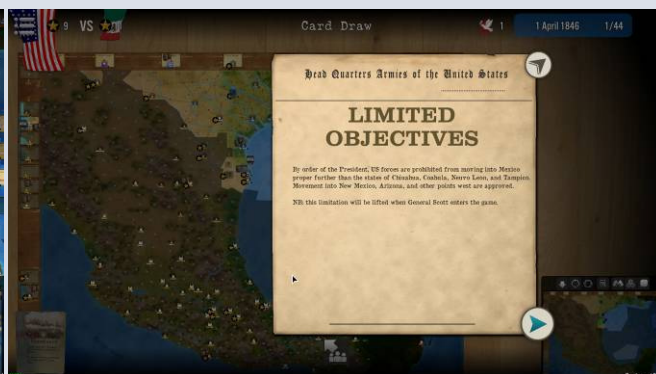 9 VS
Card Draw
1
1 April 1846 1/44
Head Quarters Armies of the United States
LIMITED
OBJECTIVES
By order of the President, US forces are prohibited from moving into Mexico
proper further than the states of Chiuahua, Coahula, Neuvo Leon, and Tampico.
Movement into New Mexico, Arizona, and other points west are approved.
NB: this limitation will be lifted when General Scott enters the game.